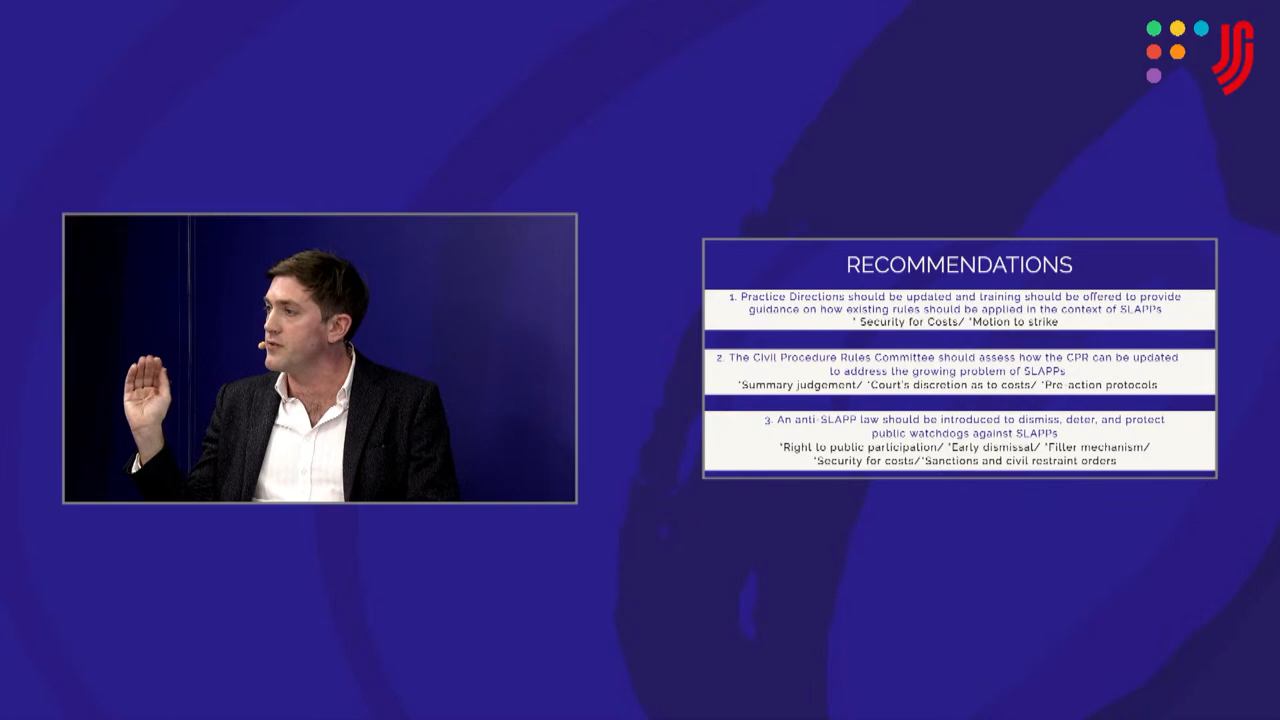 RECOMMENDATIONS
1. Practice Directions should be updated and training should be offered to provide
guidance on how existing rules should be applied in the context of SLAPPs
* Security for Costs/ *Motion to strike
2. The Civil Procedure Rules Committee should assess how the CPR can be updated
to address the growing problem of SLAPPs
*Summary judgement/ *Court's discretion as to costs/ *Pre-action protocols
3. An anti-SLAPP law should be introduced to dismiss, deter, and protect
public watchdogs against SLAPPs
*Right to public participation/ *Early dismissal/ *Filter mechanism/
*Security for costs/*Sanctions and civil restraint orders